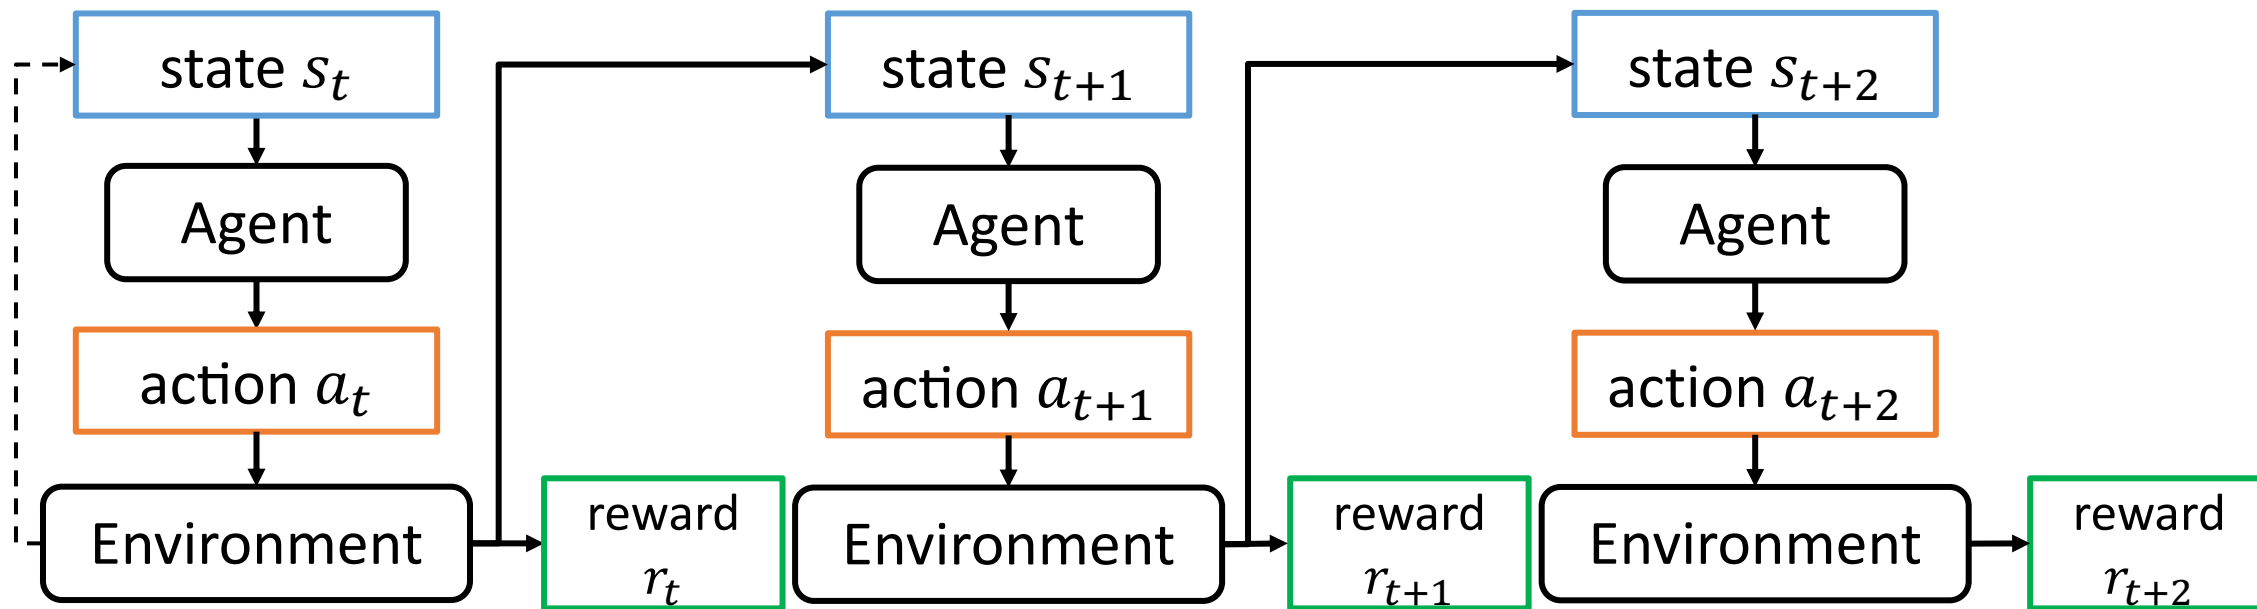 state s_t
Agent
action a_t
Environment
reward
r_t
state s_{t+1}
Agent
action a_{t+1}
Environment
reward
r_{t+1}
state s_{t+2}
Agent
action a_{t+2}
Environment
reward
r_{t+2}